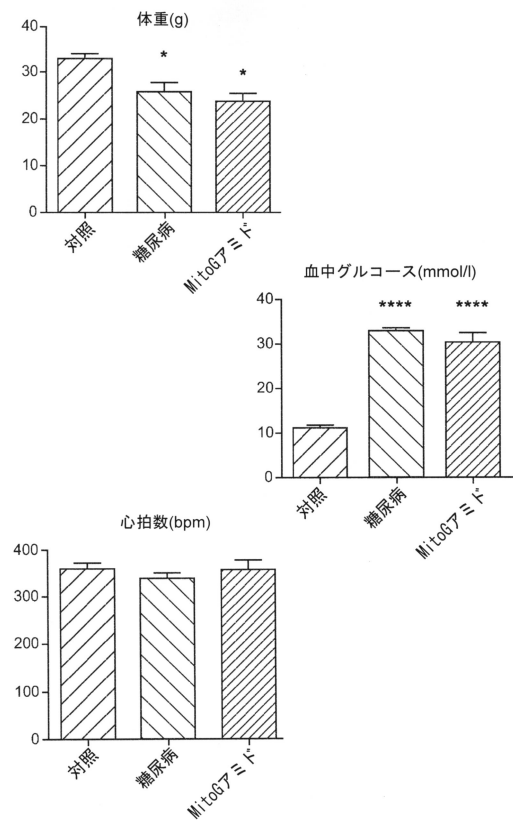 体重(g)
40
30
20
10
0
*
*
対照
糖尿病
MitoGアミド
血中グルコース(mmol/l)
40
30
20
10
0
****
****
対照
糖尿病
MitoGアミド
心拍数(bpm)
400
300
200
100
0
対照
糖尿病
MitoGアミド